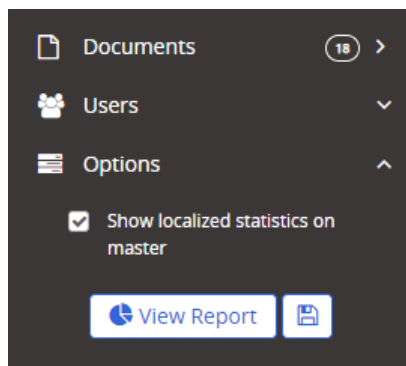 Documents 18
Users
Options
Show localized statistics on
master
View Report